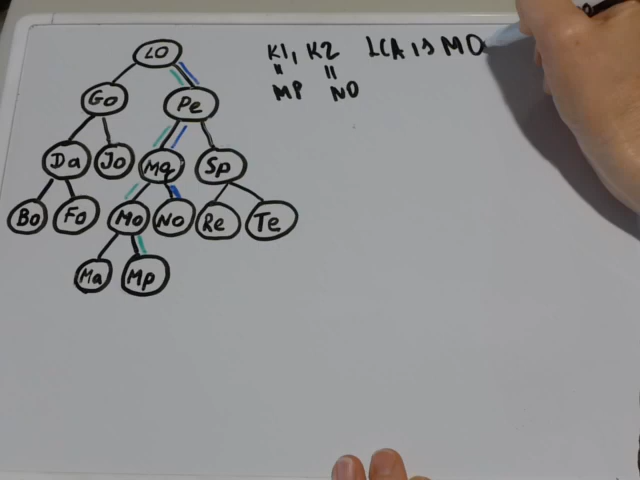 LO
K1, K2 LCA IS MO
" "
MP NO
Go Pe
Da Jo Mq Sp
Bo Fo Mo No Re Te
Ma Mp